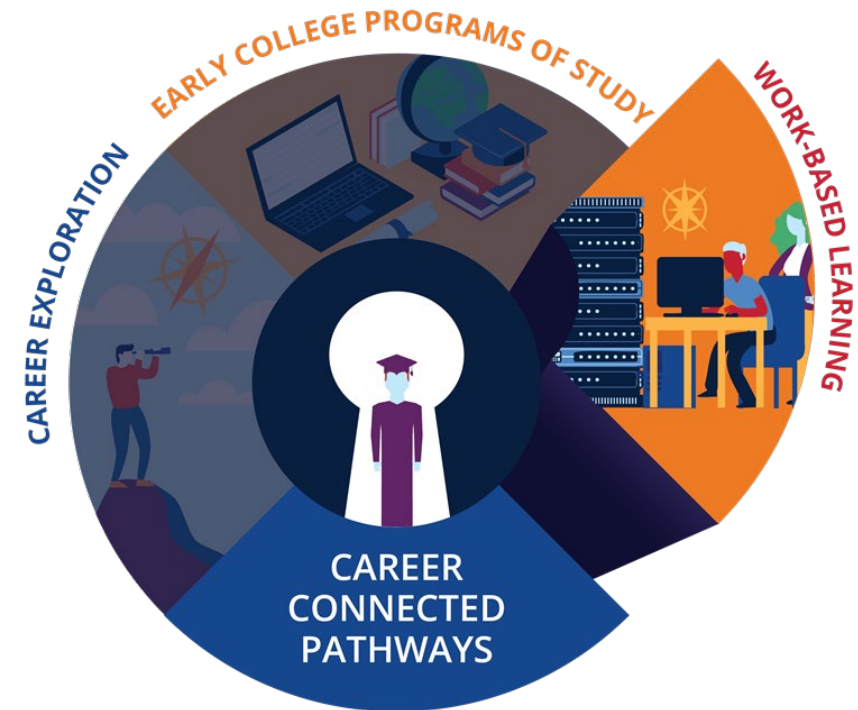 CAREER EXPLORATION
EARLY COLLEGE PROGRAMS OF STUDY
WORK-BASED LEARNING
CAREER
CONNECTED
PATHWAYS